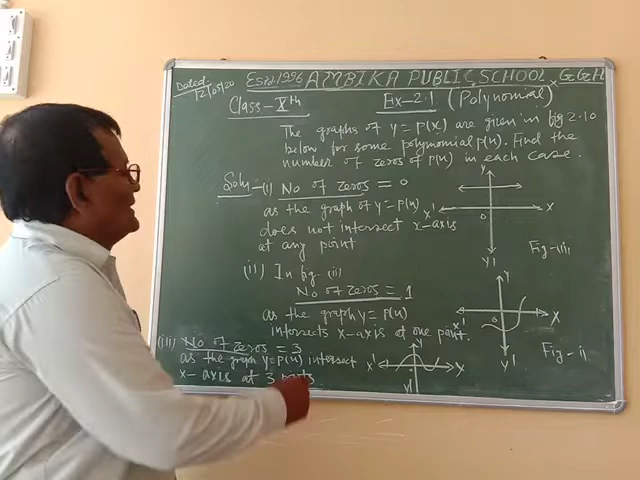 Dated:
12/05/20
Estd. 1996 AMBIKA PUBLIC SCHOOL
Class - Xth
Ex-2.1 (Polynomial)
The graphs of y = p(x) are given in fig 2.10
below for some polynomial p(x). Find the
number of zeros of p(x) in each case.
Soln - (i) No of zeros = 0
as the graph of y = p(x)
does not intersect x-axis
at any point
Y
X' X
O
Y'
Fig-(i)
(ii) In fig. (ii)
No of zeros = 1
as the graph y = p(x)
intersects x-axis at one point.
Y
X' X
O
Y'
Fig - ii
(iii) No of zeros = 3
as the graph y = p(x) intersect
x-axis at 3
Y
X' X
Y'